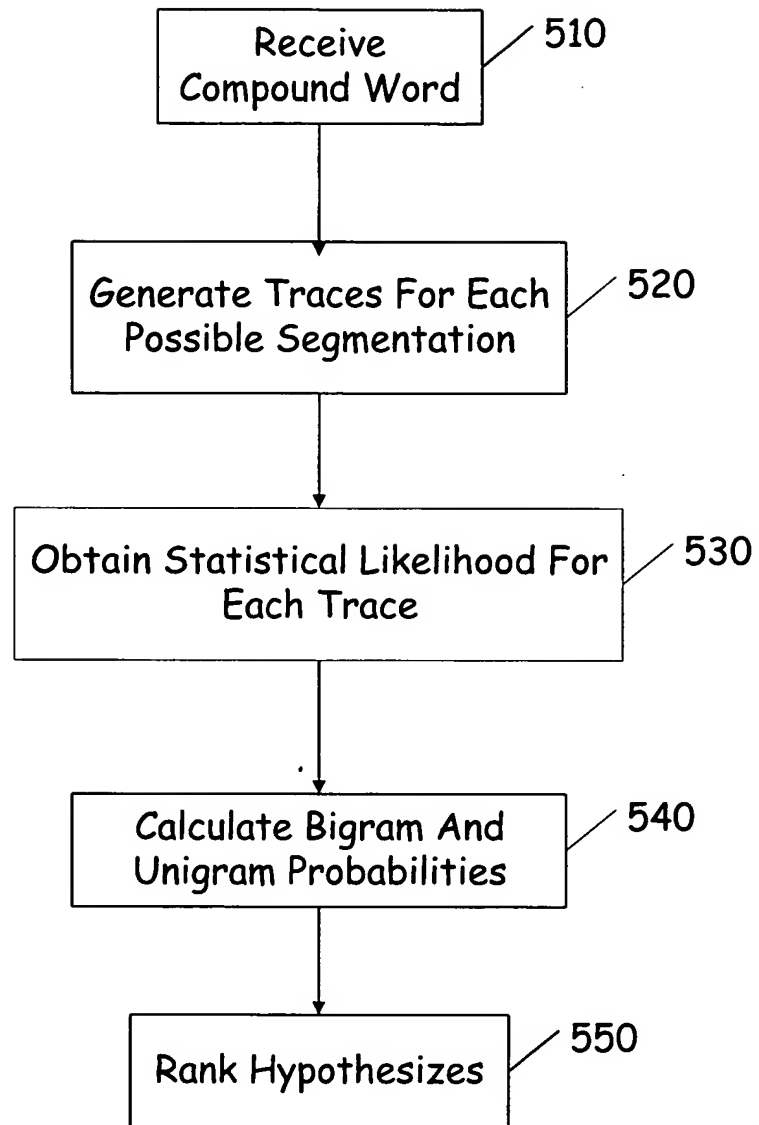 Receive
Compound Word
510
Generate Traces For Each
Possible Segmentation
520
Obtain Statistical Likelihood For
Each Trace
530
Calculate Bigram And
Unigram Probabilities
540
Rank Hypothesizes
550